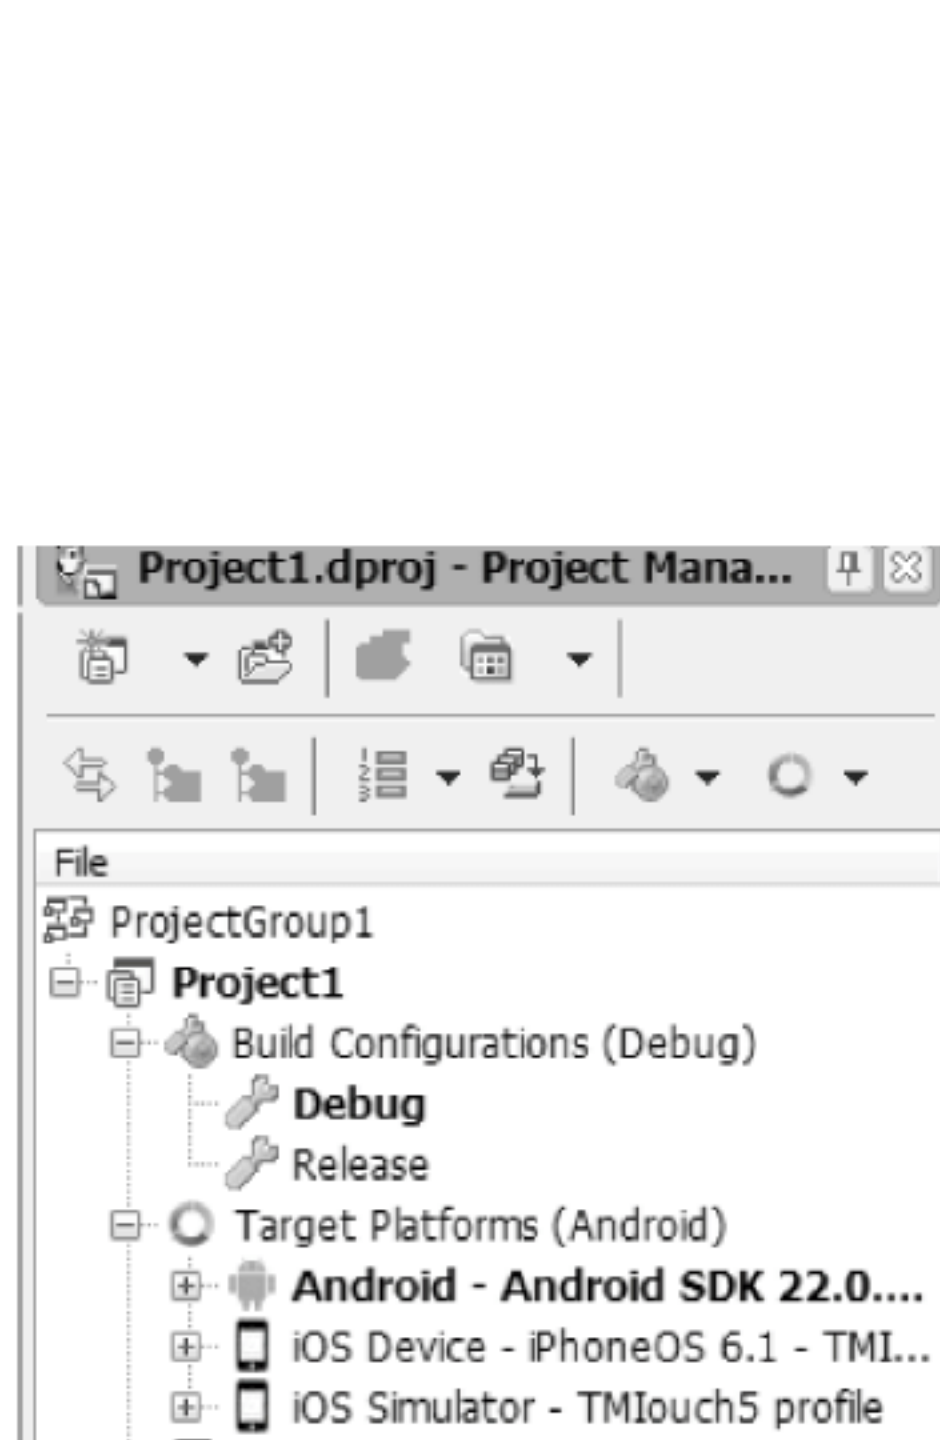 Project1.dproj - Project Mana...
File
ProjectGroup1
Project1
Build Configurations (Debug)
Debug
Release
Target Platforms (Android)
Android - Android SDK 22.0....
iOS Device - iPhoneOS 6.1 - TMI...
iOS Simulator - TMIouch5 profile